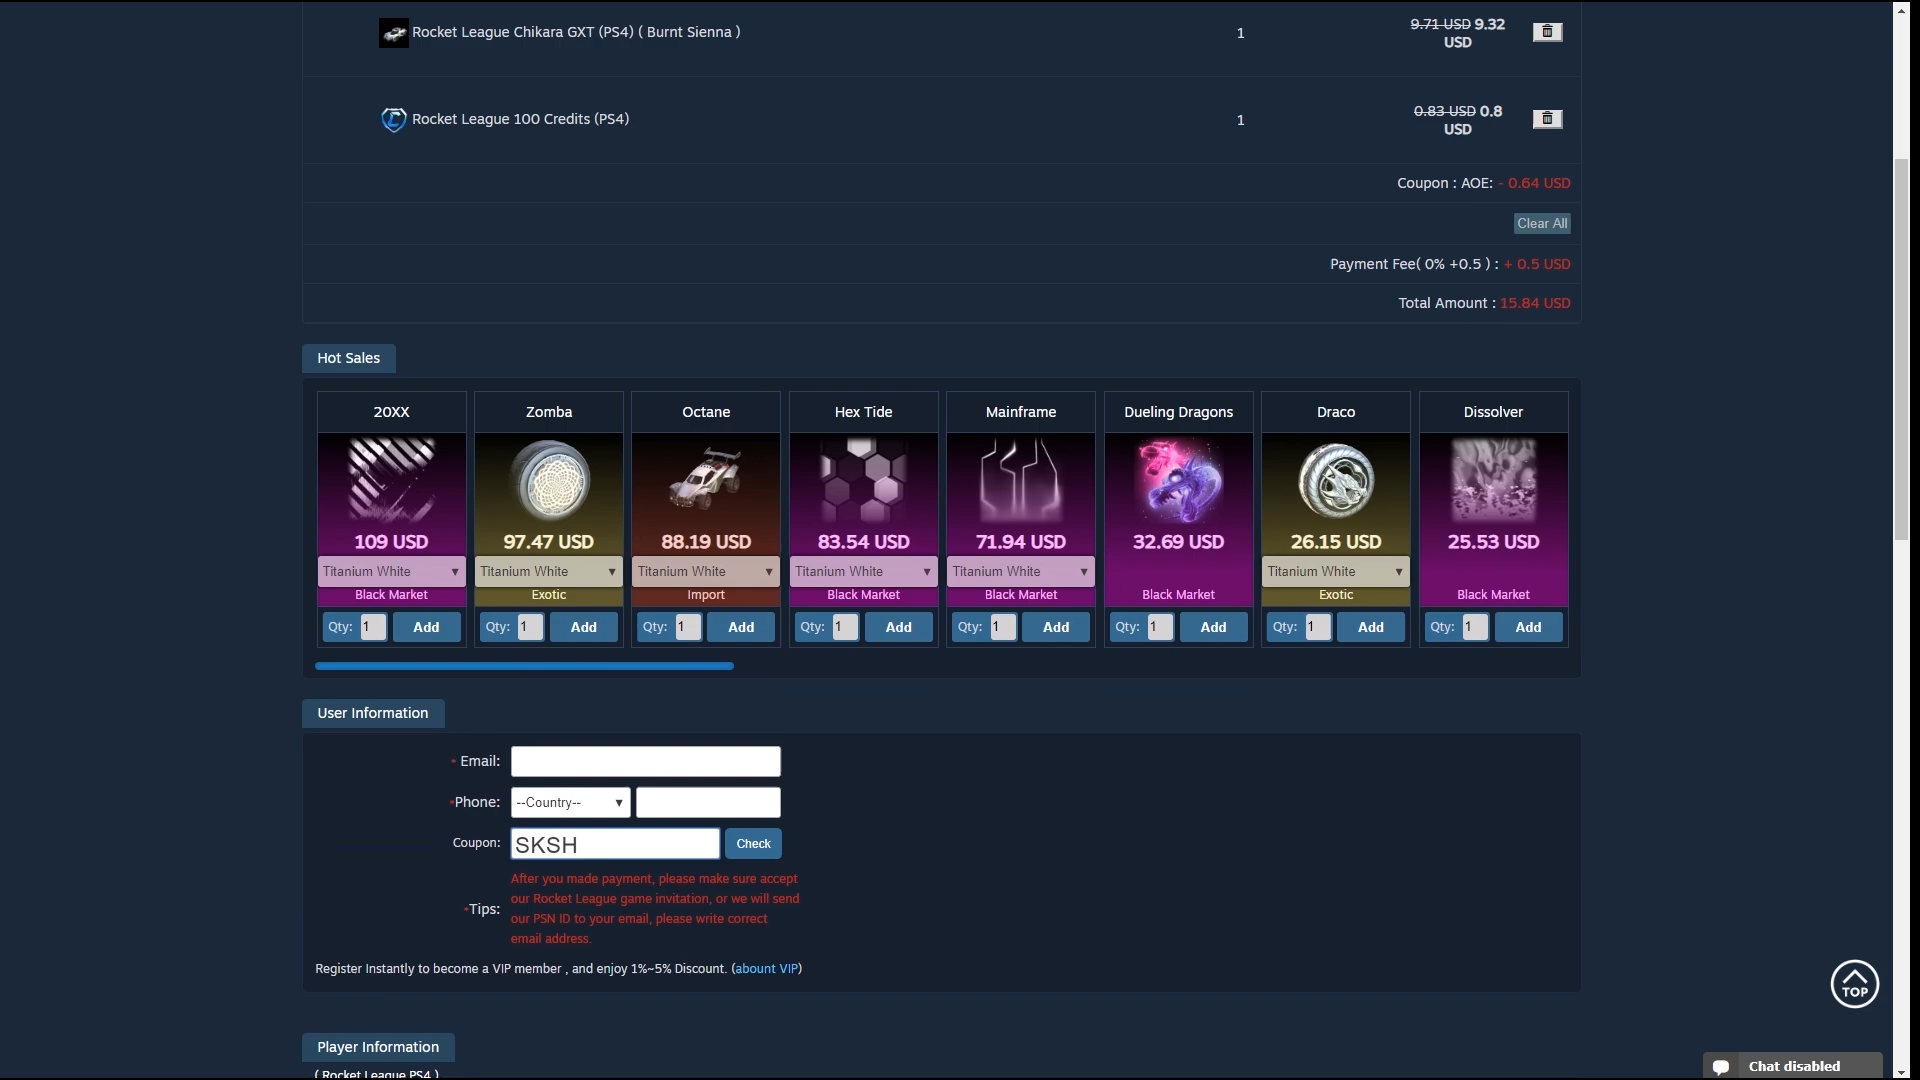 Rocket League Chikara GXT (PS4) ( Burnt Sienna )
1
9.71 USD 9.32
USD
Rocket League 100 Credits (PS4)
1
0.83 USD 0.8
USD
Coupon : AOE: - 0.64 USD
Clear All
Payment Fee( 0% +0.5 ) : + 0.5 USD
Total Amount : 15.84 USD
Hot Sales
20XX
Zomba
Octane
Hex Tide
Mainframe
Dueling Dragons
Draco
Dissolver
109 USD
97.47 USD
88.19 USD
83.54 USD
71.94 USD
32.69 USD
26.15 USD
25.53 USD
Titanium White
Titanium White
Titanium White
Titanium White
Titanium White
Titanium White
Black Market
Exotic
Import
Black Market
Black Market
Black Market
Exotic
Black Market
Qty: 1 Add
Qty: 1 Add
Qty: 1 Add
Qty: 1 Add
Qty: 1 Add
Qty: 1 Add
Qty: 1 Add
Qty: 1 Add
User Information
* Email:
*Phone: --Country--
Coupon: SKSH Check
*Tips:
After you made payment, please make sure accept
our Rocket League game invitation, or we will send
our PSN ID to your email, please write correct
email address.
Register Instantly to become a VIP member , and enjoy 1%~5% Discount. (abount VIP)
TOP
Player Information
( Rocket League PS4 )
Chat disabled